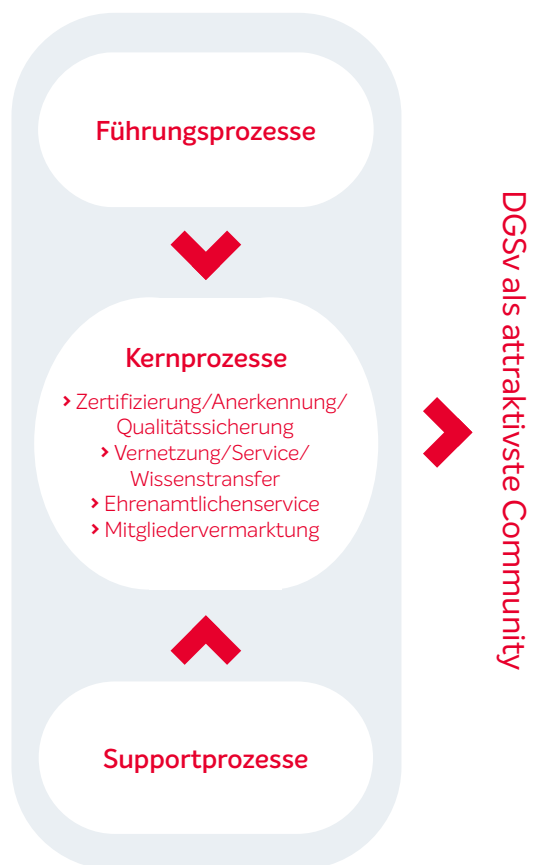 Führungsprozesse
Kernprozesse
> Zertifizierung/Anerkennung/
Qualitätssicherung
> Vernetzung/Service/
Wissenstransfer
> Ehrenamtlichenservice
> Mitgliedervermarktung
Supportprozesse
DGSv als attraktivste Community